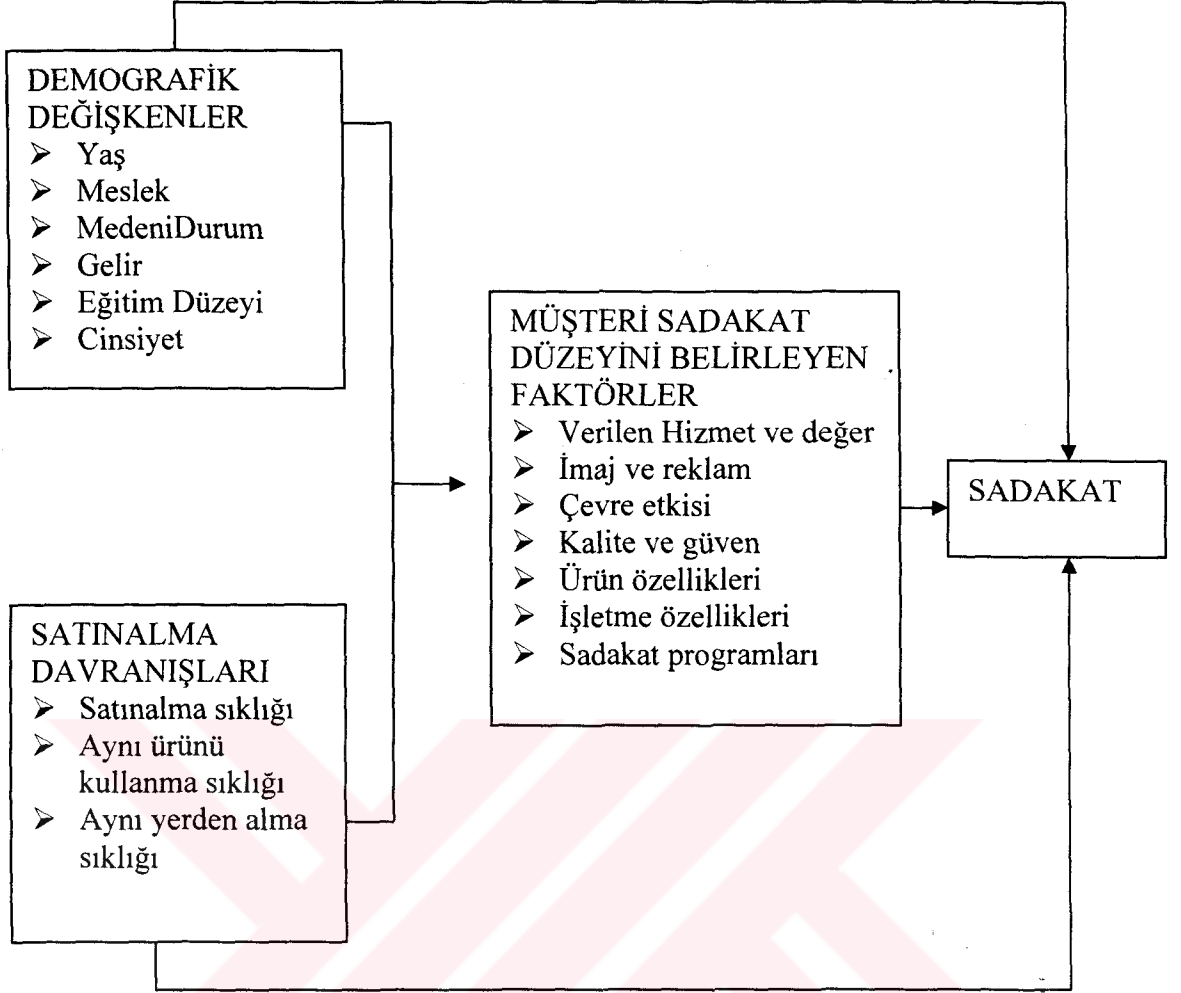 DEMOGRAFİK
DEĞİŞKENLER
➢ Yaş
➢ Meslek
➢ MedeniDurum
➢ Gelir
➢ Eğitim Düzeyi
➢ Cinsiyet
MÜŞTERİ SADAKAT
DÜZEYİNİ BELİRLEYEN
FAKTÖRLER
➢ Verilen Hizmet ve değer
➢ İmaj ve reklam
➢ Çevre etkisi
➢ Kalite ve güven
➢ Ürün özellikleri
➢ İşletme özellikleri
➢ Sadakat programları
SADAKAT
SATINALMA
DAVRANIŞLARI
➢ Satınalma sıklığı
➢ Aynı ürünü
kullanma sıklığı
➢ Aynı yerden alma
sıklığı